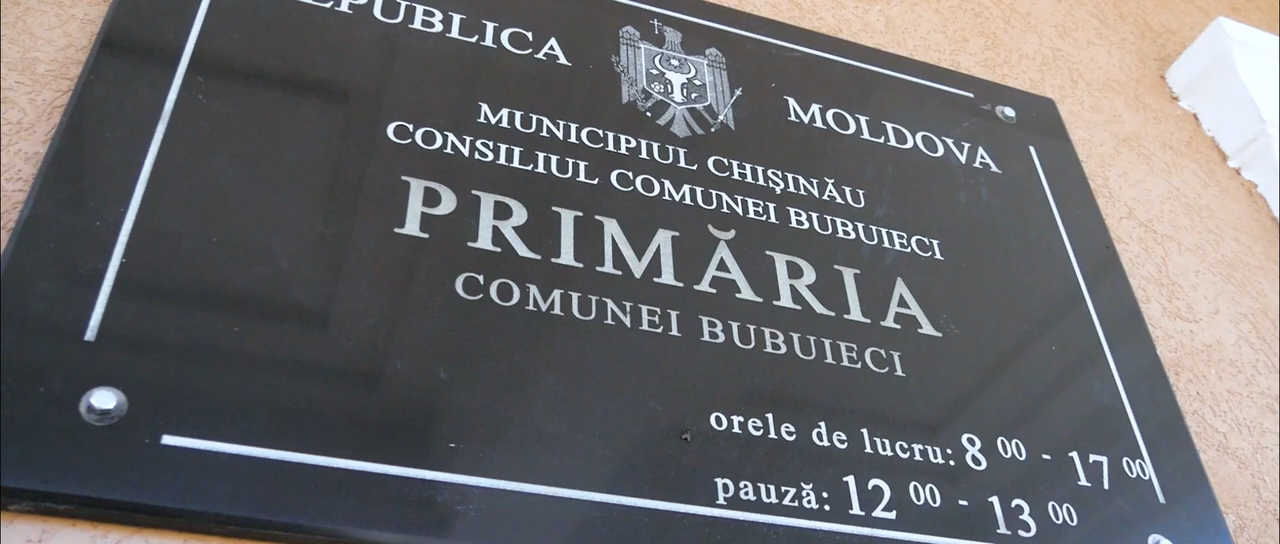 REPUBLICA MOLDOVA
MUNICIPIUL CHIŞINĂU
CONSILIUL COMUNEI BUBUIECI
PRIMĂRIA
COMUNEI BUBUIECI
orele de lucru: 8 00 - 17 00
pauză: 12 00 - 13 00